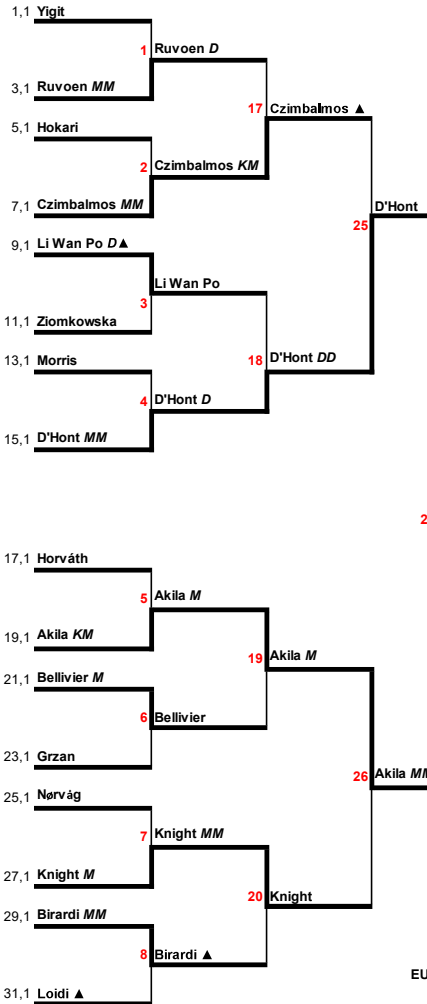 1,1 Yigit
1 Ruvoen D
3,1 Ruvoen MM
17 Czimbalmos ▲
5,1 Hokari
2 Czimbalmos KM
7,1 Czimbalmos MM
25 D'Hont
9,1 Li Wan Po D▲
3 Li Wan Po
11,1 Ziomkowska
18 D'Hont DD
13,1 Morris
4 D'Hont D
15,1 D'Hont MM
2
17,1 Horváth
5 Akila M
19,1 Akila KM
19 Akila M
21,1 Bellivier M
6 Bellivier
23,1 Grzan
26 Akila MM
25,1 Nørvåg
7 Knight MM
27,1 Knight M
20 Knight
29,1 Birardi MM
8 Birardi ▲
EU
31,1 Loidi ▲